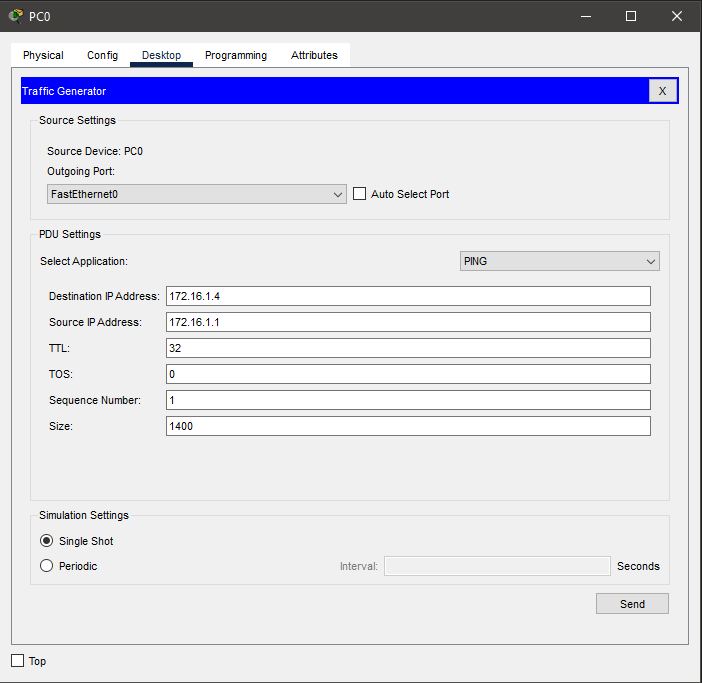 PC0
Physical Config Desktop Programming Attributes
Traffic Generator X
Source Settings
Source Device: PC0
Outgoing Port:
FastEthernet0 Auto Select Port
PDU Settings
Select Application: PING
Destination IP Address: 172.16.1.4
Source IP Address: 172.16.1.1
TTL: 32
TOS: 0
Sequence Number: 1
Size: 1400
Simulation Settings
Single Shot
Periodic Interval: Seconds
Send
Top